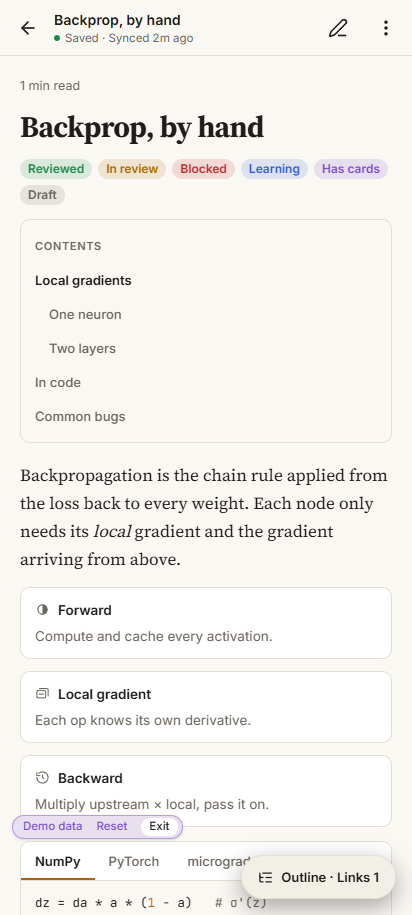 Backprop, by hand
Saved · Synced 2m ago
1 min read
Backprop, by hand
Reviewed In review Blocked Learning Has cards
Draft
CONTENTS
Local gradients
One neuron
Two layers
In code
Common bugs
Backpropagation is the chain rule applied from
the loss back to every weight. Each node only
needs its local gradient and the gradient
arriving from above.
Forward
Compute and cache every activation.
Local gradient
Each op knows its own derivative.
Backward
Multiply upstream × local, pass it on.
Demo data Reset Exit
NumPy PyTorch micrograd
Outline · Links 1
dz = da * a * (1 - a) # σ'(z)